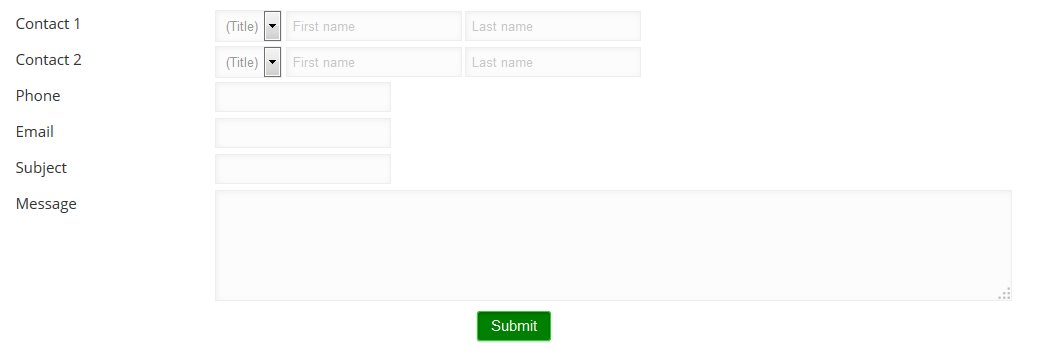 Contact 1 (Title) First name Last name
Contact 2 (Title) First name Last name
Phone
Email
Subject
Message
Submit